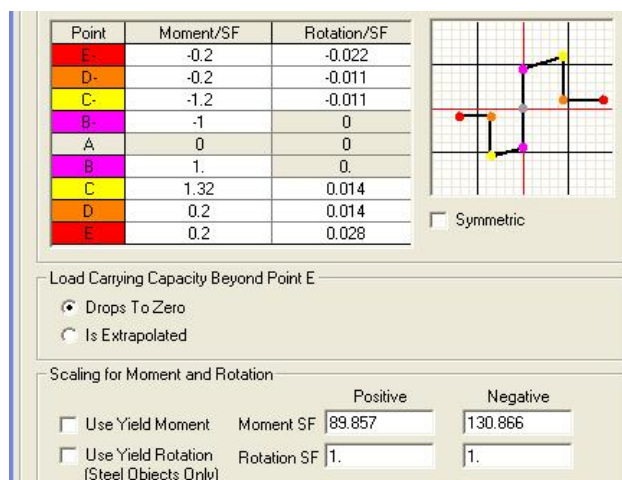 Point Moment/SF Rotation/SF
E- -0.2 -0.022
D- -0.2 -0.011
C- -1.2 -0.011
B- -1 0
A 0 0
B 1. 0.
C 1.32 0.014
D 0.2 0.014
E 0.2 0.028
Symmetric
Load Carrying Capacity Beyond Point E
Drops To Zero
Is Extrapolated
Scaling for Moment and Rotation
Positive Negative
Use Yield Moment Moment SF 89.857 130.866
Use Yield Rotation Rotation SF 1. 1.
(Steel Objects Only)